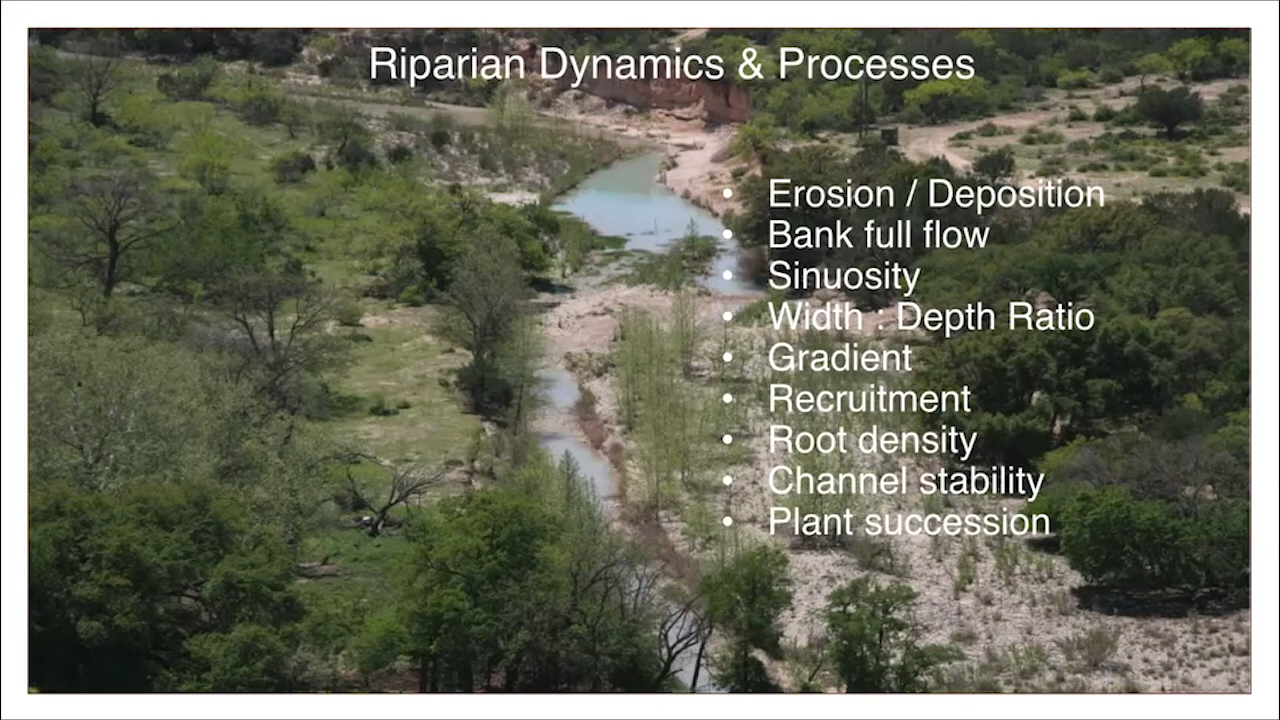 Riparian Dynamics & Processes
• Erosion / Deposition
• Bank full flow
• Sinuosity
• Width : Depth Ratio
• Gradient
• Recruitment
• Root density
• Channel stability
• Plant succession